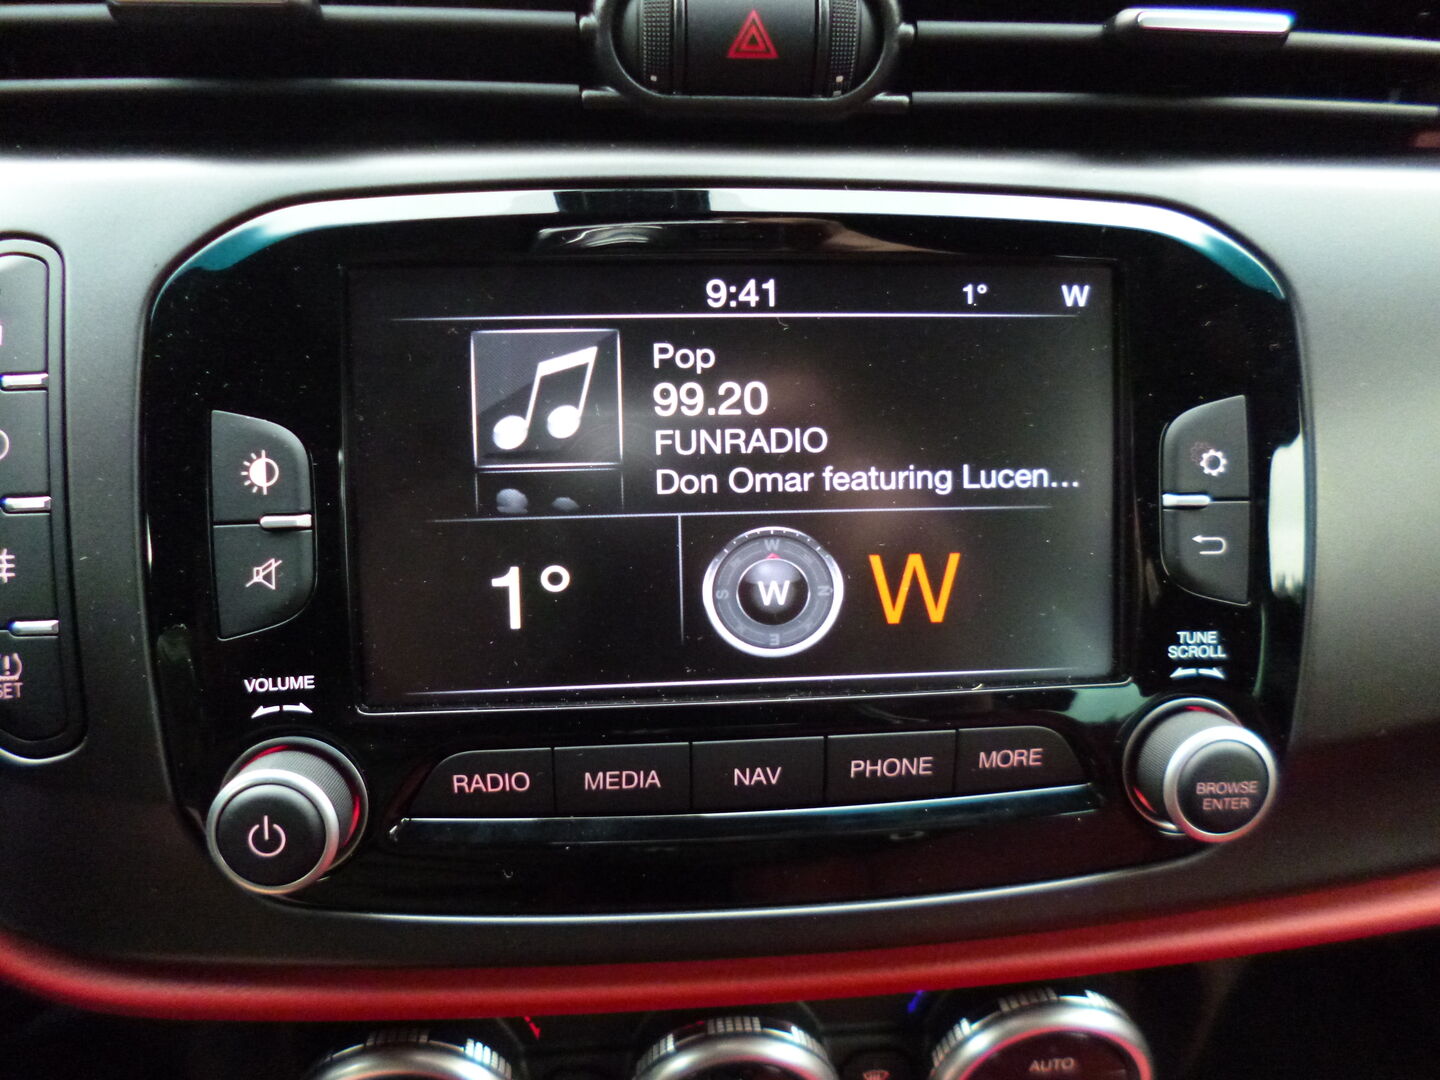 9:41 1° W
Pop
99.20
FUNRADIO
Don Omar featuring Lucen...
1° W W W
S N
E
VOLUME
TUNE
SCROLL
SET
RADIO MEDIA NAV PHONE MORE
BROWSE
ENTER
AUTO